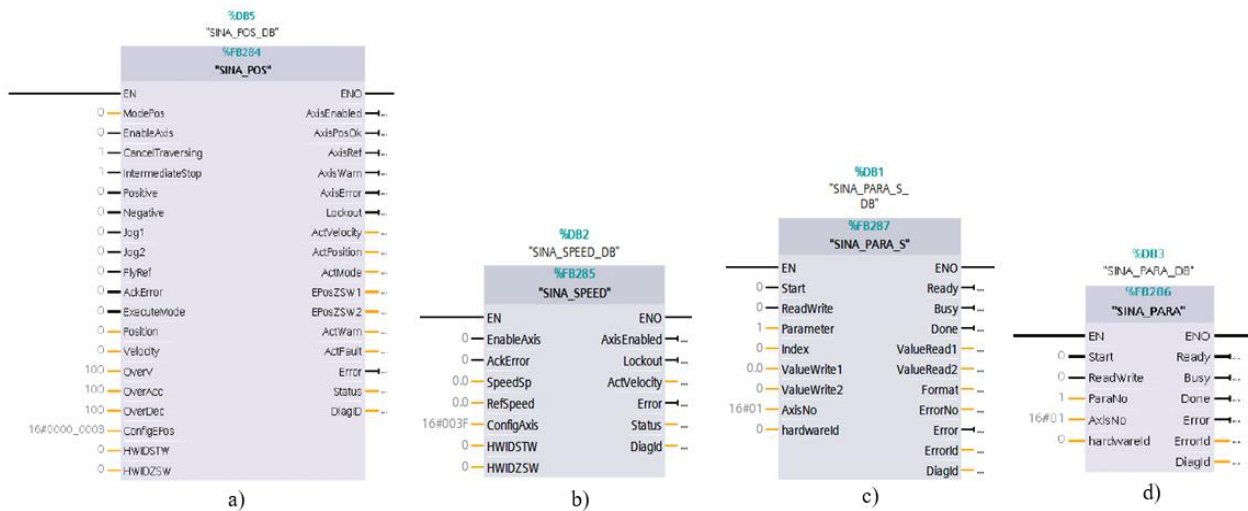 %DB5
"SINA_POS_DB"
%FB284
"SINA_POS"
EN ENO
0 ModePos AxisEnabled ...
0 EnableAxis AxisPosOk ...
1 CancelTraversing AxisRef ...
1 IntermediateStop AxisWarn ...
0 Positive AxisError ...
0 Negative Lockout ...
0 Jog1 ActVelocity ...
0 Jog2 ActPosition ...
0 FlyRef ActMode ...
0 AckError EPosZSW1 ...
0 ExecuteMode EPosZSW2 ...
0 Position ActWarn ...
0 Velocity ActFault ...
100 OverV Error ...
100 OverAcc Status ...
100 OverDec DiagID ...
16#0000_0003 ConfigEPos
0 HWIDSTW
0 HWIDZSW
a)
%DB2
"SINA_SPEED_DB"
%FB285
"SINA_SPEED"
EN ENO
0 EnableAxis AxisEnabled ...
0 AckError Lockout ...
0.0 SpeedSp ActVelocity ...
0.0 RefSpeed Error ...
16#003F ConfigAxis Status ...
0 HWIDSTW DiagId ...
0 HWIDZSW
b)
%DB1
"SINA_PARA_S_
DB"
%FB287
"SINA_PARA_S"
EN ENO
0 Start Ready ...
0 ReadWrite Busy ...
1 Parameter Done ...
0 Index ValueRead1 ...
0.0 ValueWrite1 ValueRead2 ...
0 ValueWrite2 Format ...
16#01 AxisNo ErrorNo ...
0 hardwareId Error ...
ErrorId ...
DiagId ...
c)
%DB3
"SINA_PARA_DB"
%FB286
"SINA_PARA"
EN ENO
0 Start Ready ...
0 ReadWrite Busy ...
1 ParaNo Done ...
16#01 AxisNo Error ...
0 hardwareId ErrorId ...
DiagId ...
d)